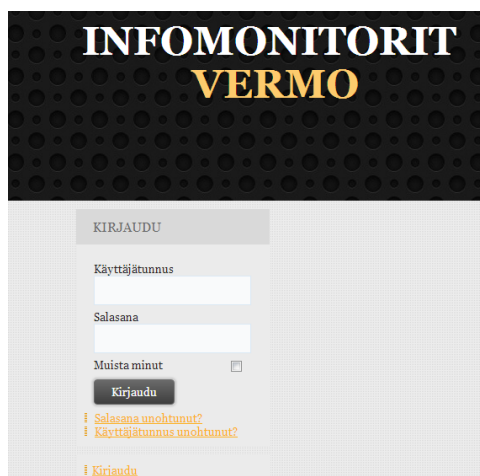 INFOMONITORIT
VERMO
KIRJAUDU
Käyttäjätunnus
Salasana
Muista minut
Kirjaudu
Salasana unohtunut?
Käyttäjätunnus unohtunut?
Kirjaudu